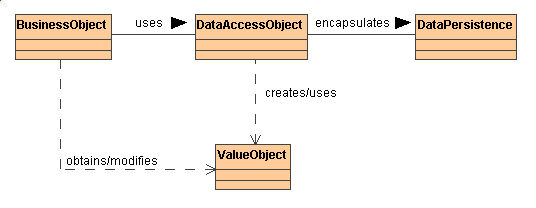 BusinessObject
uses
DataAccessObject
encapsulates
DataPersistence
creates/uses
obtains/modifies
ValueObject